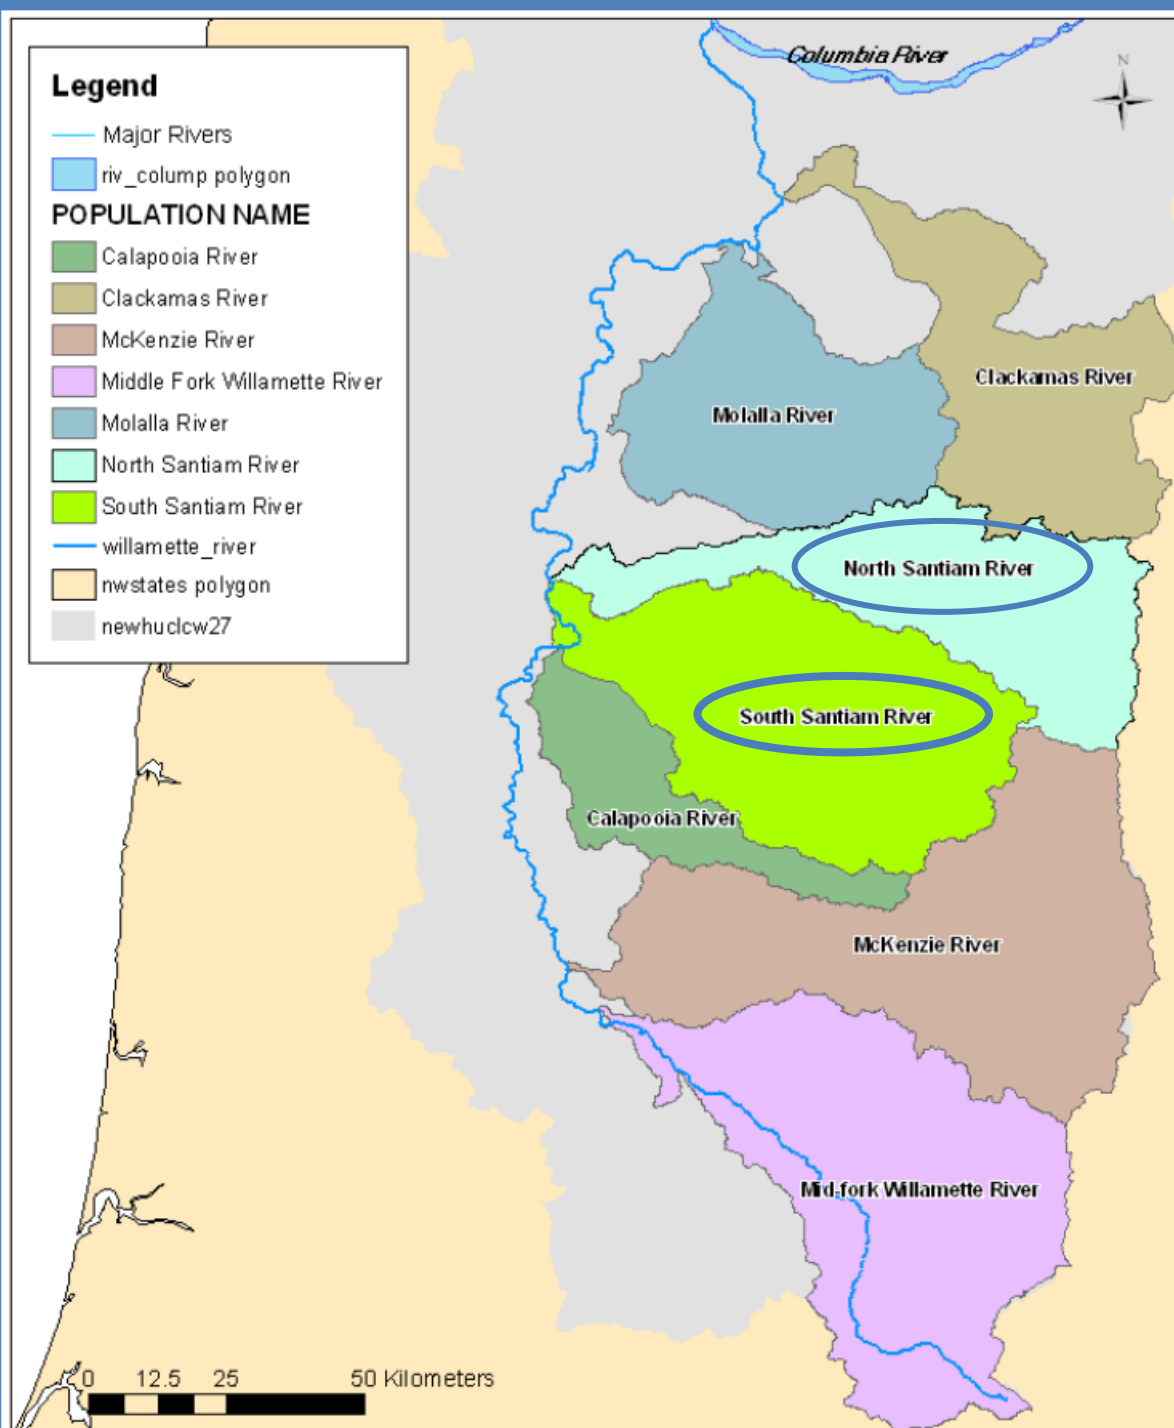 Columbia River
N
Legend
Major Rivers
riv_colump polygon
POPULATION NAME
Calapooia River
Clackamas River
McKenzie River
Middle Fork Willamette River
Molalla River
North Santiam River
South Santiam River
willamette_river
nwstates polygon
newhuclcw27
Clackamas River
Molalla River
North Santiam River
South Santiam River
Calapooia River
McKenzie River
Mid-fork Willamette River
0 12.5 25 50 Kilometers